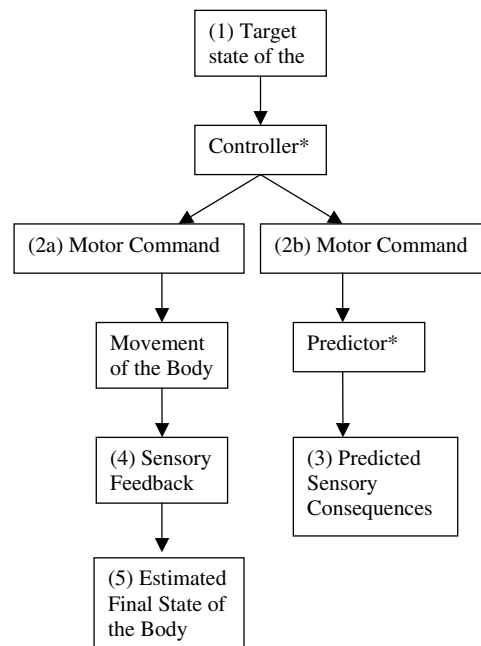 (1) Target
state of the
Controller*
(2a) Motor Command
(2b) Motor Command
Movement
of the Body
Predictor*
(4) Sensory
Feedback
(3) Predicted
Sensory
Consequences
(5) Estimated
Final State of
the Body